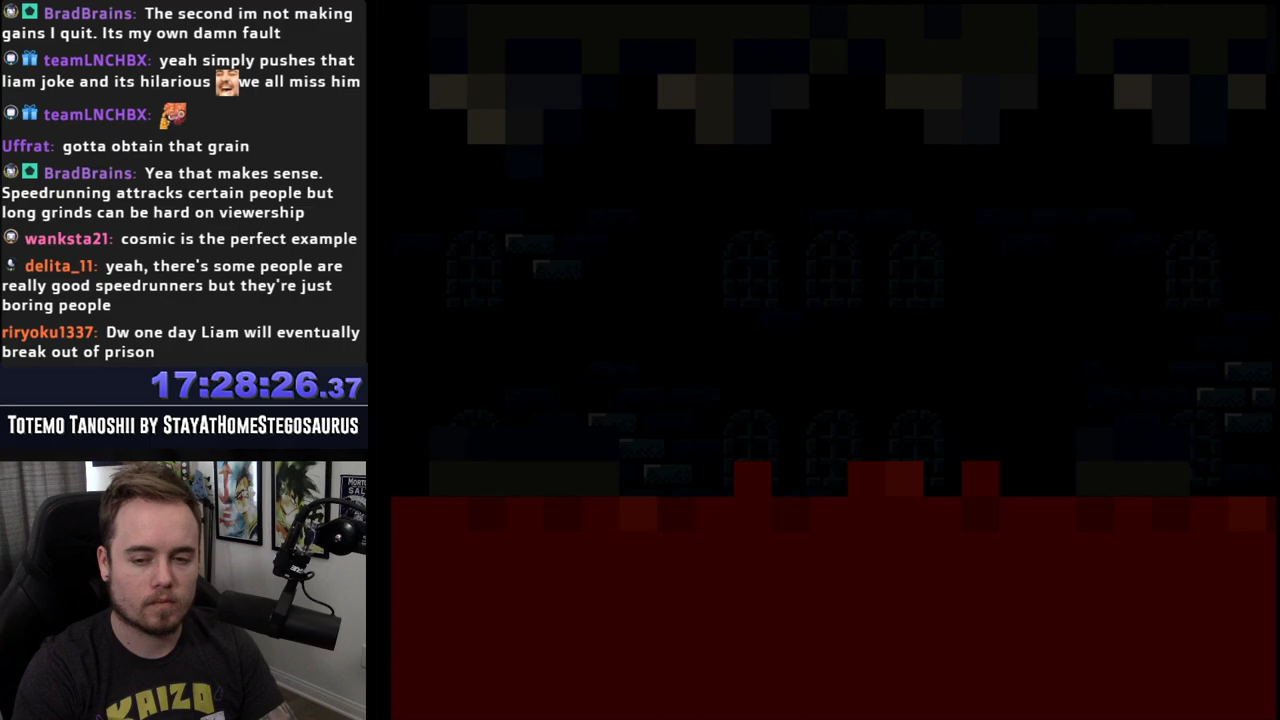 BradBrains: The second im not making
gains I quit. Its my own damn fault
teamLNCHBX: yeah simply pushes that
liam joke and its hilarious we all miss him
teamLNCHBX:
Uffrat: gotta obtain that grain
BradBrains: Yea that makes sense.
Speedrunning attracts certain people but
long grinds can be hard on viewership
wanksta21: cosmic is the perfect example
delita_11: yeah, there's some people are
really good speedrunners but they're just
boring people
riryoku1337: Dw one day Liam will eventually
break out of prison
17:28:26.37
Totemo Tanoshii by StayAtHomeStegosaurus
MORTON
SAL
KAIZO